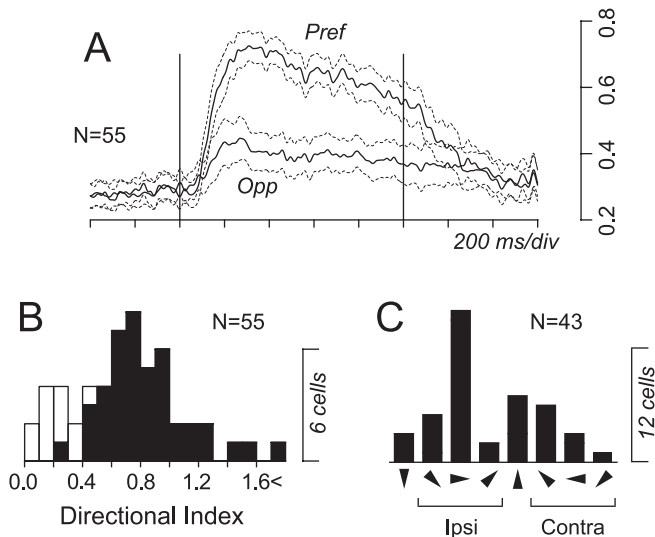 A
Pref
0.8
0.6
0.4
0.2
N=55
Opp
200 ms/div
B
N=55
6 cells
0.0 0.4 0.8 1.2 1.6<
Directional Index
C
N=43
12 cells
Ipsi
Contra